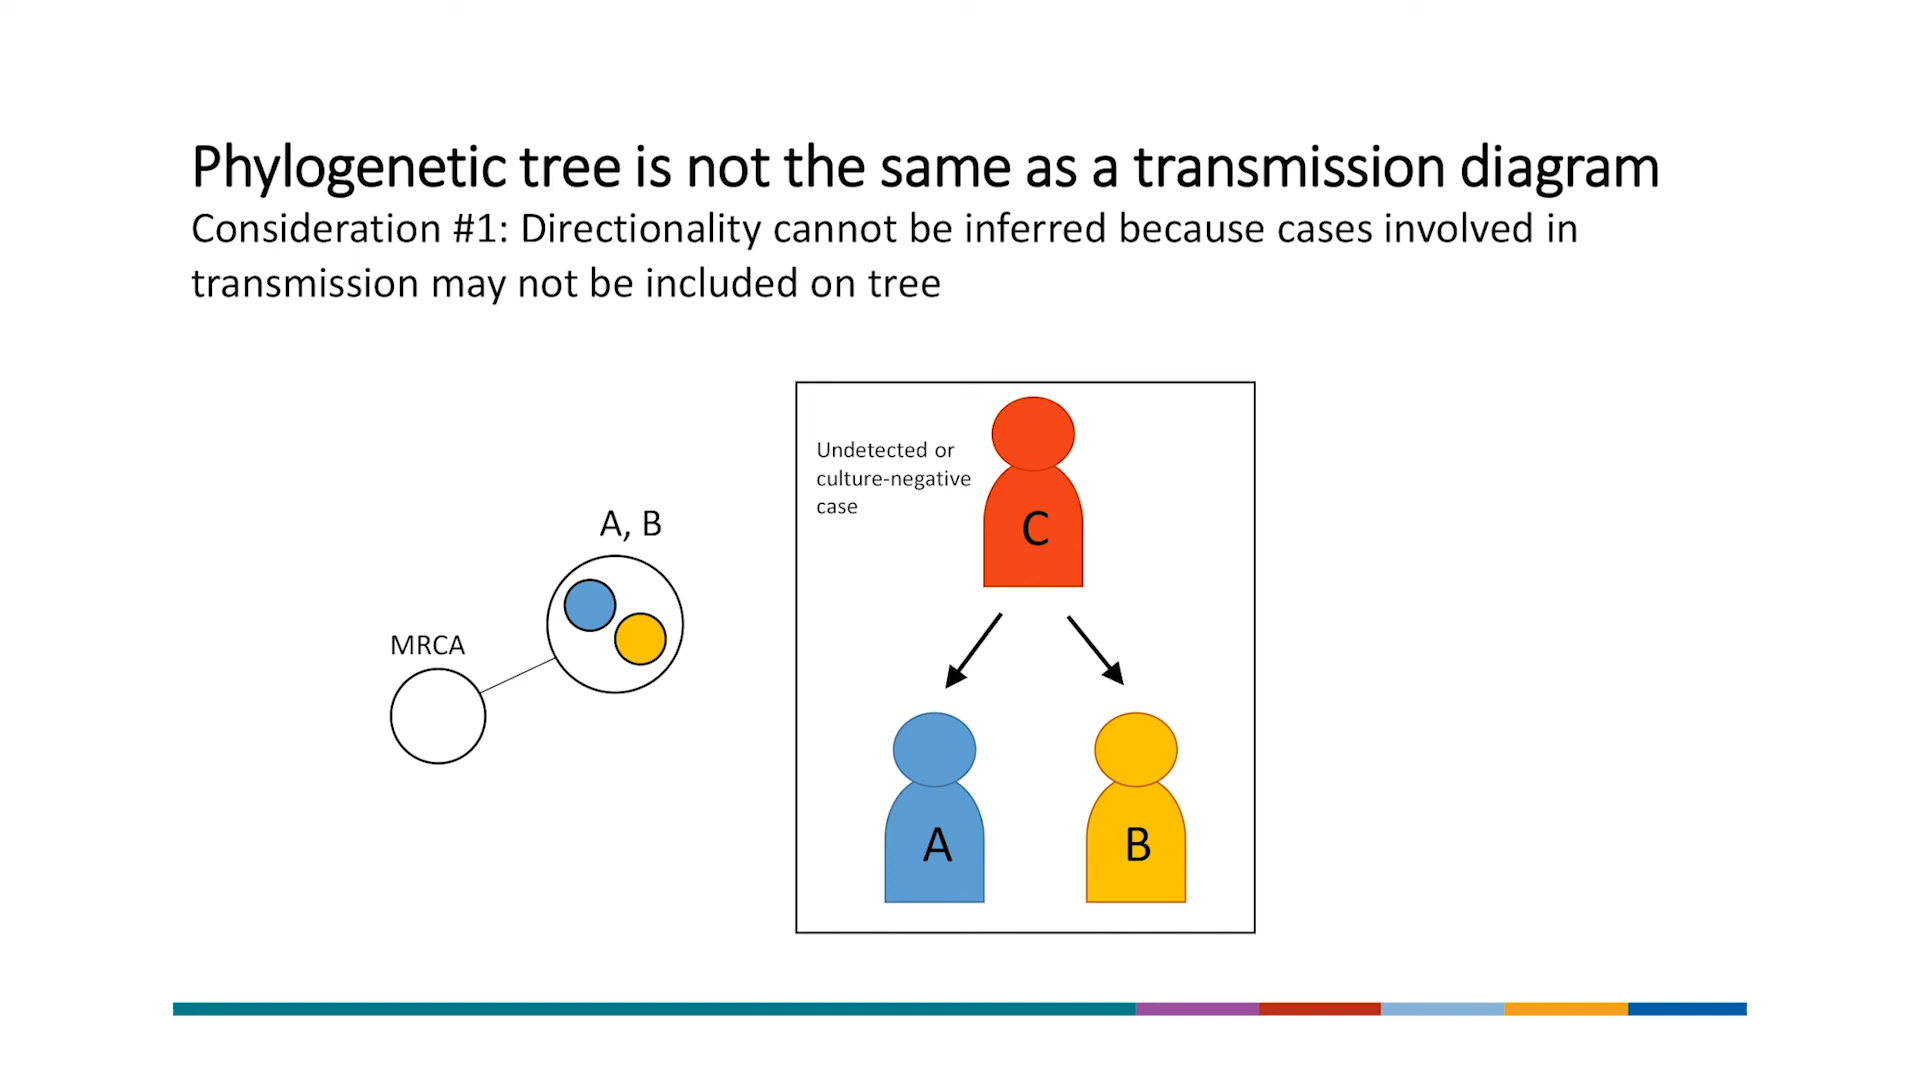 Phylogenetic tree is not the same as a transmission diagram
Consideration #1: Directionality cannot be inferred because cases involved in
transmission may not be included on tree
Undetected or
culture-negative
case
C
A, B
MRCA
A
B